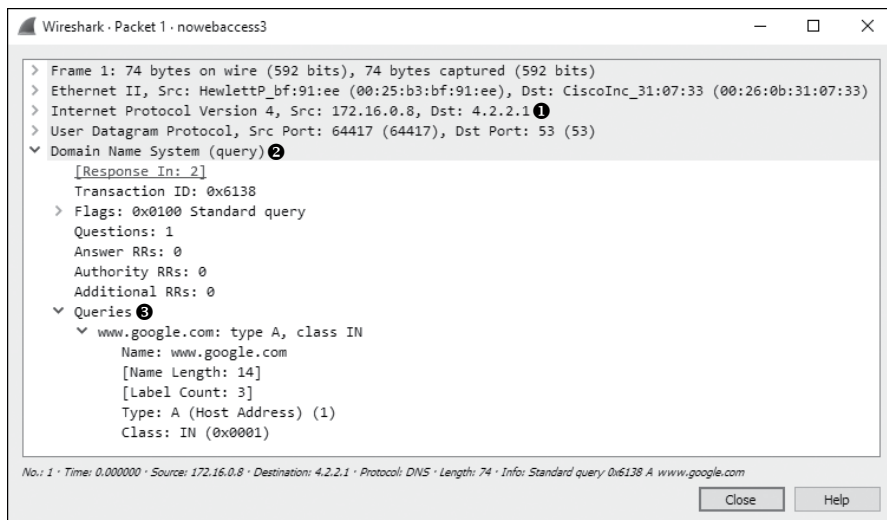 Wireshark · Packet 1 · nowebaccess3
> Frame 1: 74 bytes on wire (592 bits), 74 bytes captured (592 bits)
> Ethernet II, Src: HewlettP_bf:91:ee (00:25:b3:bf:91:ee), Dst: CiscoInc_31:07:33 (00:26:0b:31:07:33)
> Internet Protocol Version 4, Src: 172.16.0.8, Dst: 4.2.2.1❶
> User Datagram Protocol, Src Port: 64417 (64417), Dst Port: 53 (53)
Domain Name System (query)❷
[Response In: 2]
Transaction ID: 0x6138
> Flags: 0x0100 Standard query
Questions: 1
Answer RRs: 0
Authority RRs: 0
Additional RRs: 0
Queries ❸
www.google.com: type A, class IN
Name: www.google.com
[Name Length: 14]
[Label Count: 3]
Type: A (Host Address) (1)
Class: IN (0x0001)
No.: 1 · Time: 0.000000 · Source: 172.16.0.8 · Destination: 4.2.2.1 · Protocol: DNS · Length: 74 · Info: Standard query 0x6138 A www.google.com
Close Help